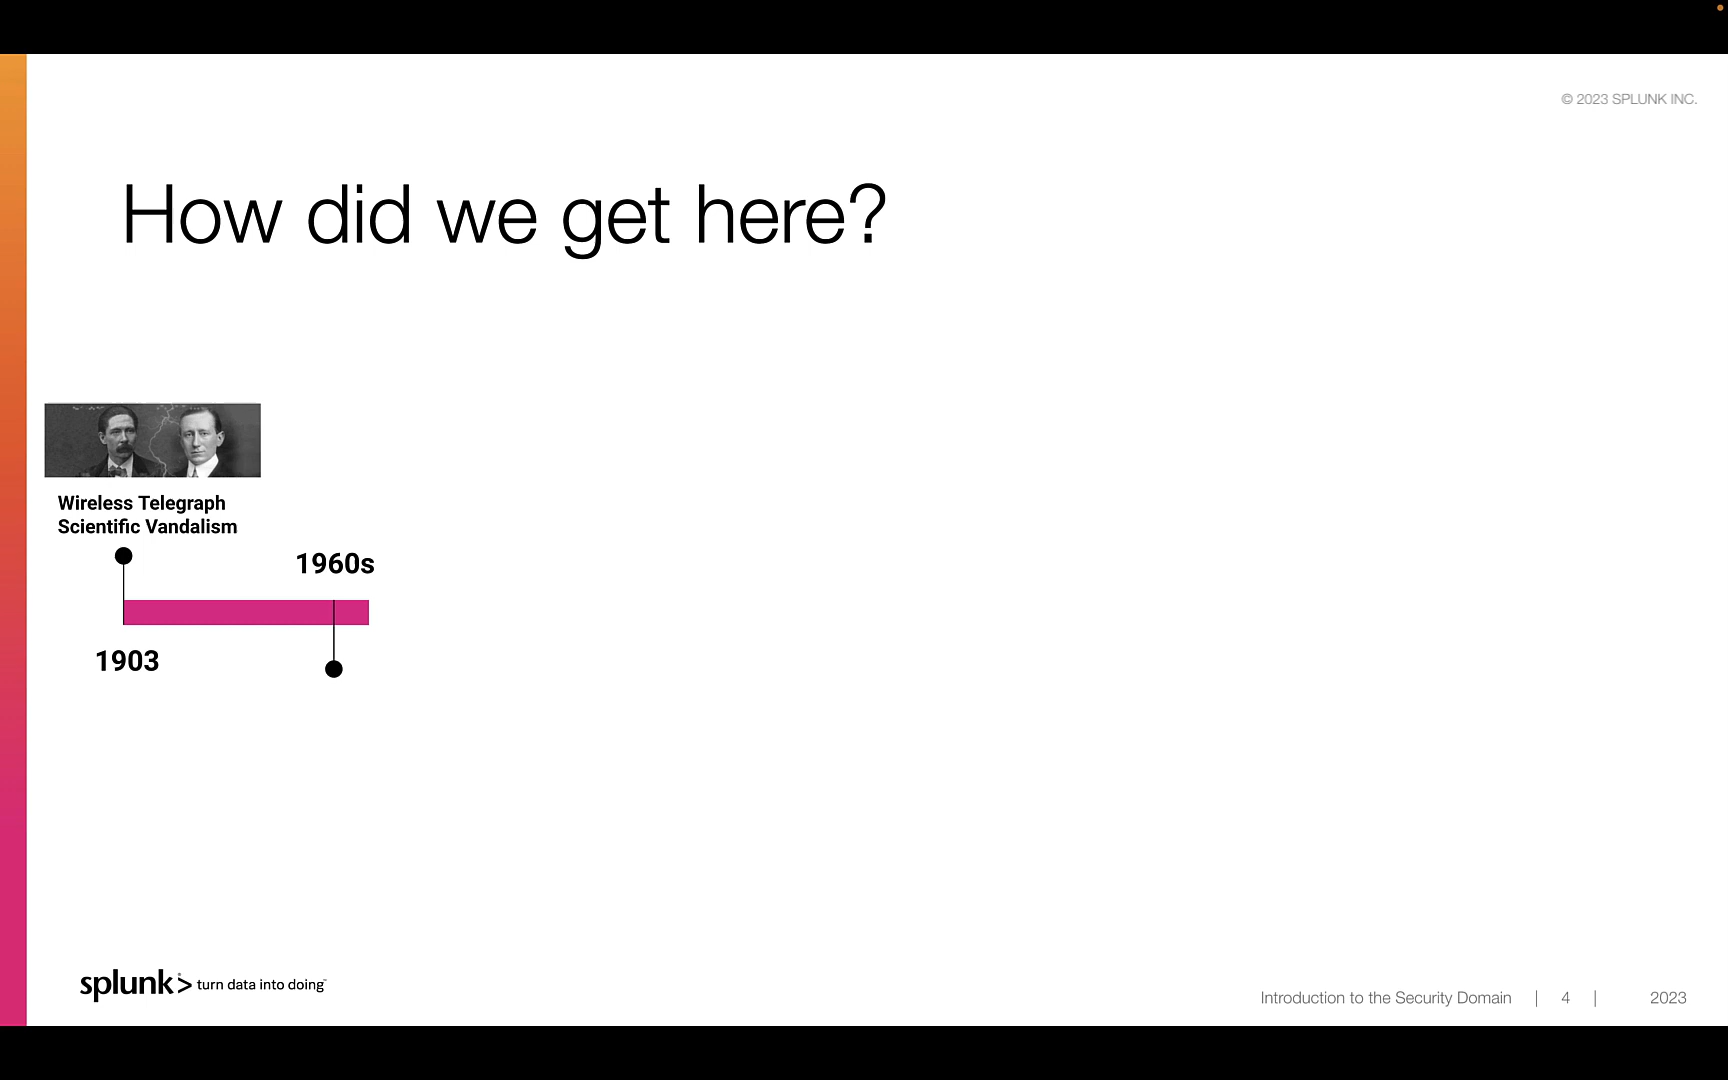 © 2023 SPLUNK INC.
How did we get here?
Wireless Telegraph
Scientific Vandalism
1960s
1903
splunk> turn data into doing™
Introduction to the Security Domain | 4 | 2023